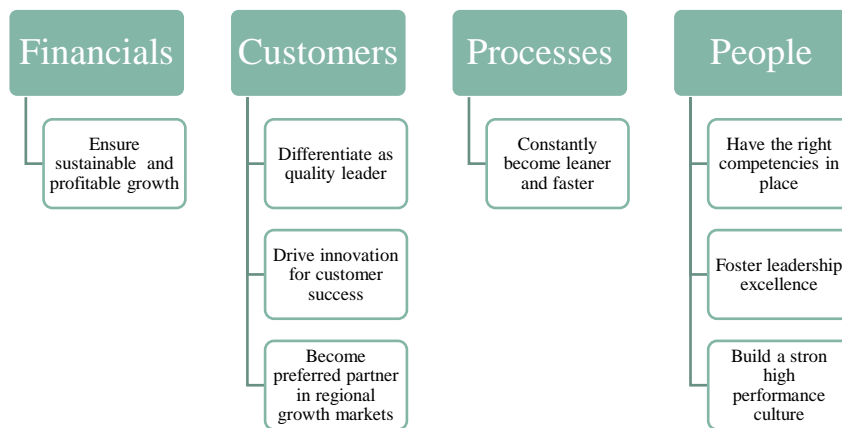 Financials
Ensure
sustainable and
profitable growth
Customers
Differentiate as
quality leader
Drive innovation
for customer
success
Become
preferred partner
in regional
growth markets
Processes
Constantly
become leaner
and faster
People
Have the right
competencies in
place
Foster leadership
excellence
Build a stron
high
performance
culture